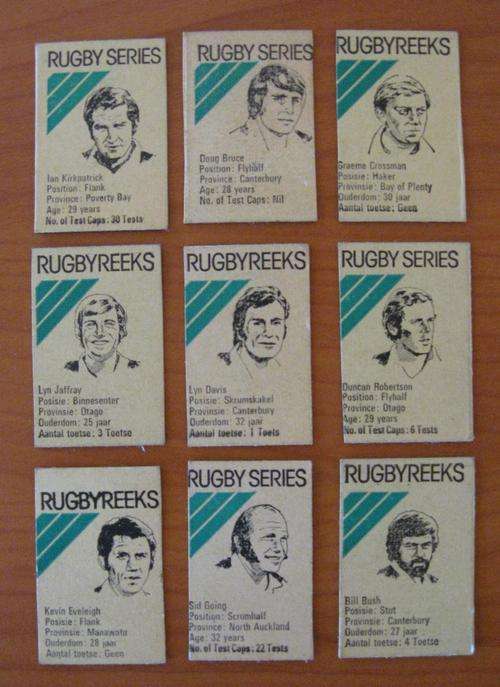 RUGBY SERIES
Ian Kirkpatrick
Position: Flank
Province: Poverty Bay
Age: 29 years
No. of Test Caps: 30 Tests
RUGBY SERIES
Doug Bruce
Position: Flyhalf
Province: Canterbury
Age: 28 years
No. of Test Caps: Nil
RUGBYREEKS
Graeme Crossman
Posisie: Haker
Provinsie: Bay of Plenty
Ouderdom: 30 jaar
Aantal toetse: Geen
RUGBYREEKS
Lyn Jaffray
Posisie: Binnesenter
Provinsie: Otago
Ouderdom: 25 jaar
Aantal toetse: 3 Toetse
RUGBYREEKS
Lyn Davis
Posisie: Skrumskakel
Provinsie: Canterbury
Ouderdom: 32 jaar
Aantal toetse: 1 Toets
RUGBY SERIES
Duncan Robertson
Position: Flyhalf
Province: Otago
Age: 29 years
No. of Test Caps: 6 Tests
RUGBYREEKS
Kevin Eveleigh
Posisie: Flank
Provinsie: Manawatu
Ouderdom: 28 jaar
Aantal toetse: Geen
RUGBY SERIES
Sid Going
Position: Scrumhalf
Province: North Auckland
Age: 32 years
No. of Test Caps: 22 Tests
RUGBYREEKS
Bill Bush
Posisie: Stut
Provinsie: Canterbury
Ouderdom: 27 jaar
Aantal toetse: 4 Toetse